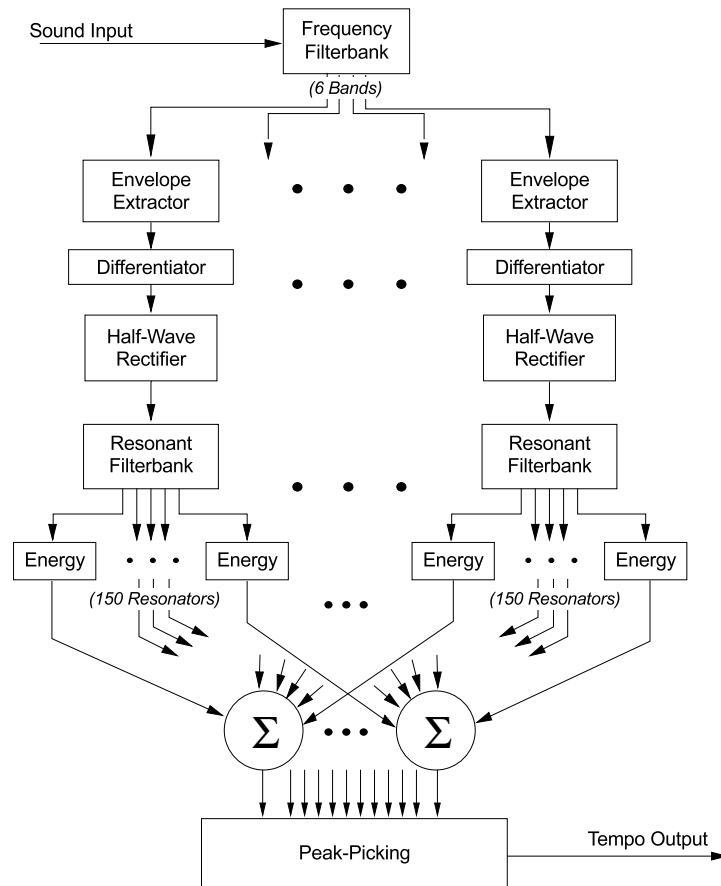 Sound Input
Frequency
Filterbank
(6 Bands)
Envelope
Extractor
Envelope
Extractor
Differentiator
Differentiator
Half-Wave
Rectifier
Half-Wave
Rectifier
Resonant
Filterbank
Resonant
Filterbank
Energy
Energy
Energy
Energy
(150 Resonators)
(150 Resonators)
Σ
Σ
Peak-Picking
Tempo Output